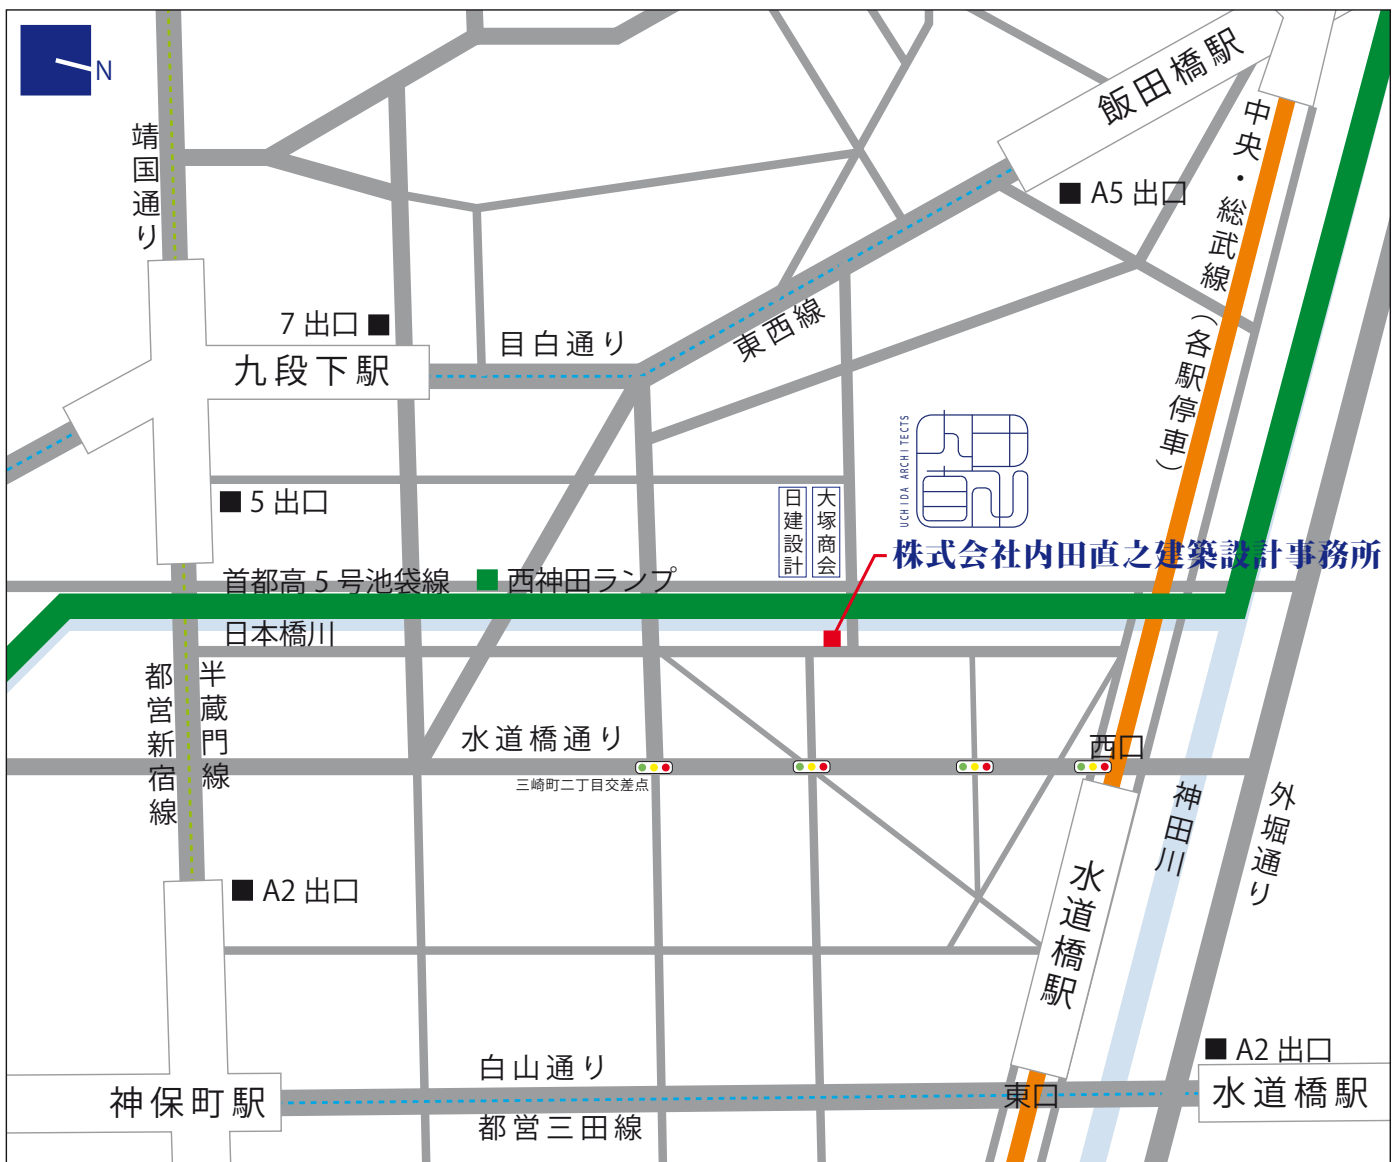 N
靖国通り
飯田橋駅
中央・総武線（各駅停車）
■ A5 出口
7 出口 ■
九段下駅
目白通り
東西線
■ 5 出口
UCHIDA ARCHITECTS
日建設計
大塚商会
株式会社内田直之建築設計事務所
首都高 5 号池袋線
■ 西神田ランプ
日本橋川
都営新宿線
半蔵門線
水道橋通り
三崎町二丁目交差点
西口
神田川
外堀通り
■ A2 出口
水道橋駅
白山通り
■ A2 出口
神保町駅
東口
水道橋駅
都営三田線